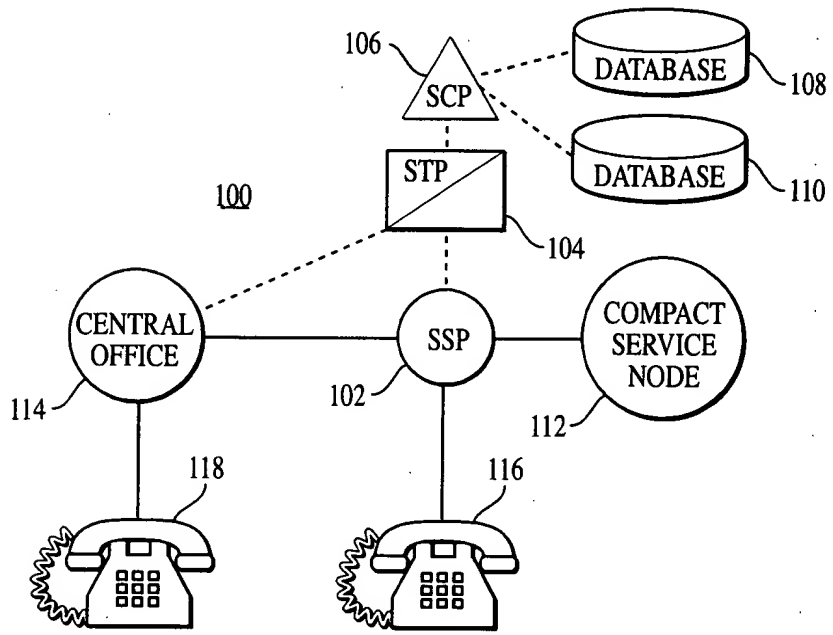 106
SCP
DATABASE
108
STP
DATABASE
110
100
104
CENTRAL
OFFICE
SSP
COMPACT
SERVICE
NODE
114
102
112
118
116